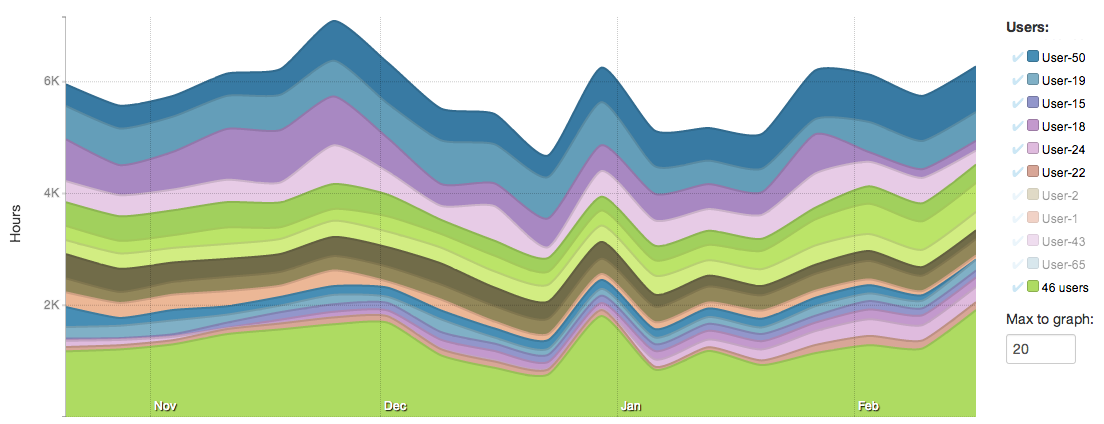 Hours
6K
4K
2K
Nov
Dec
Jan
Feb
Users:
User-50
User-19
User-15
User-18
User-24
User-22
User-2
User-1
User-43
User-65
46 users
Max to graph:
20